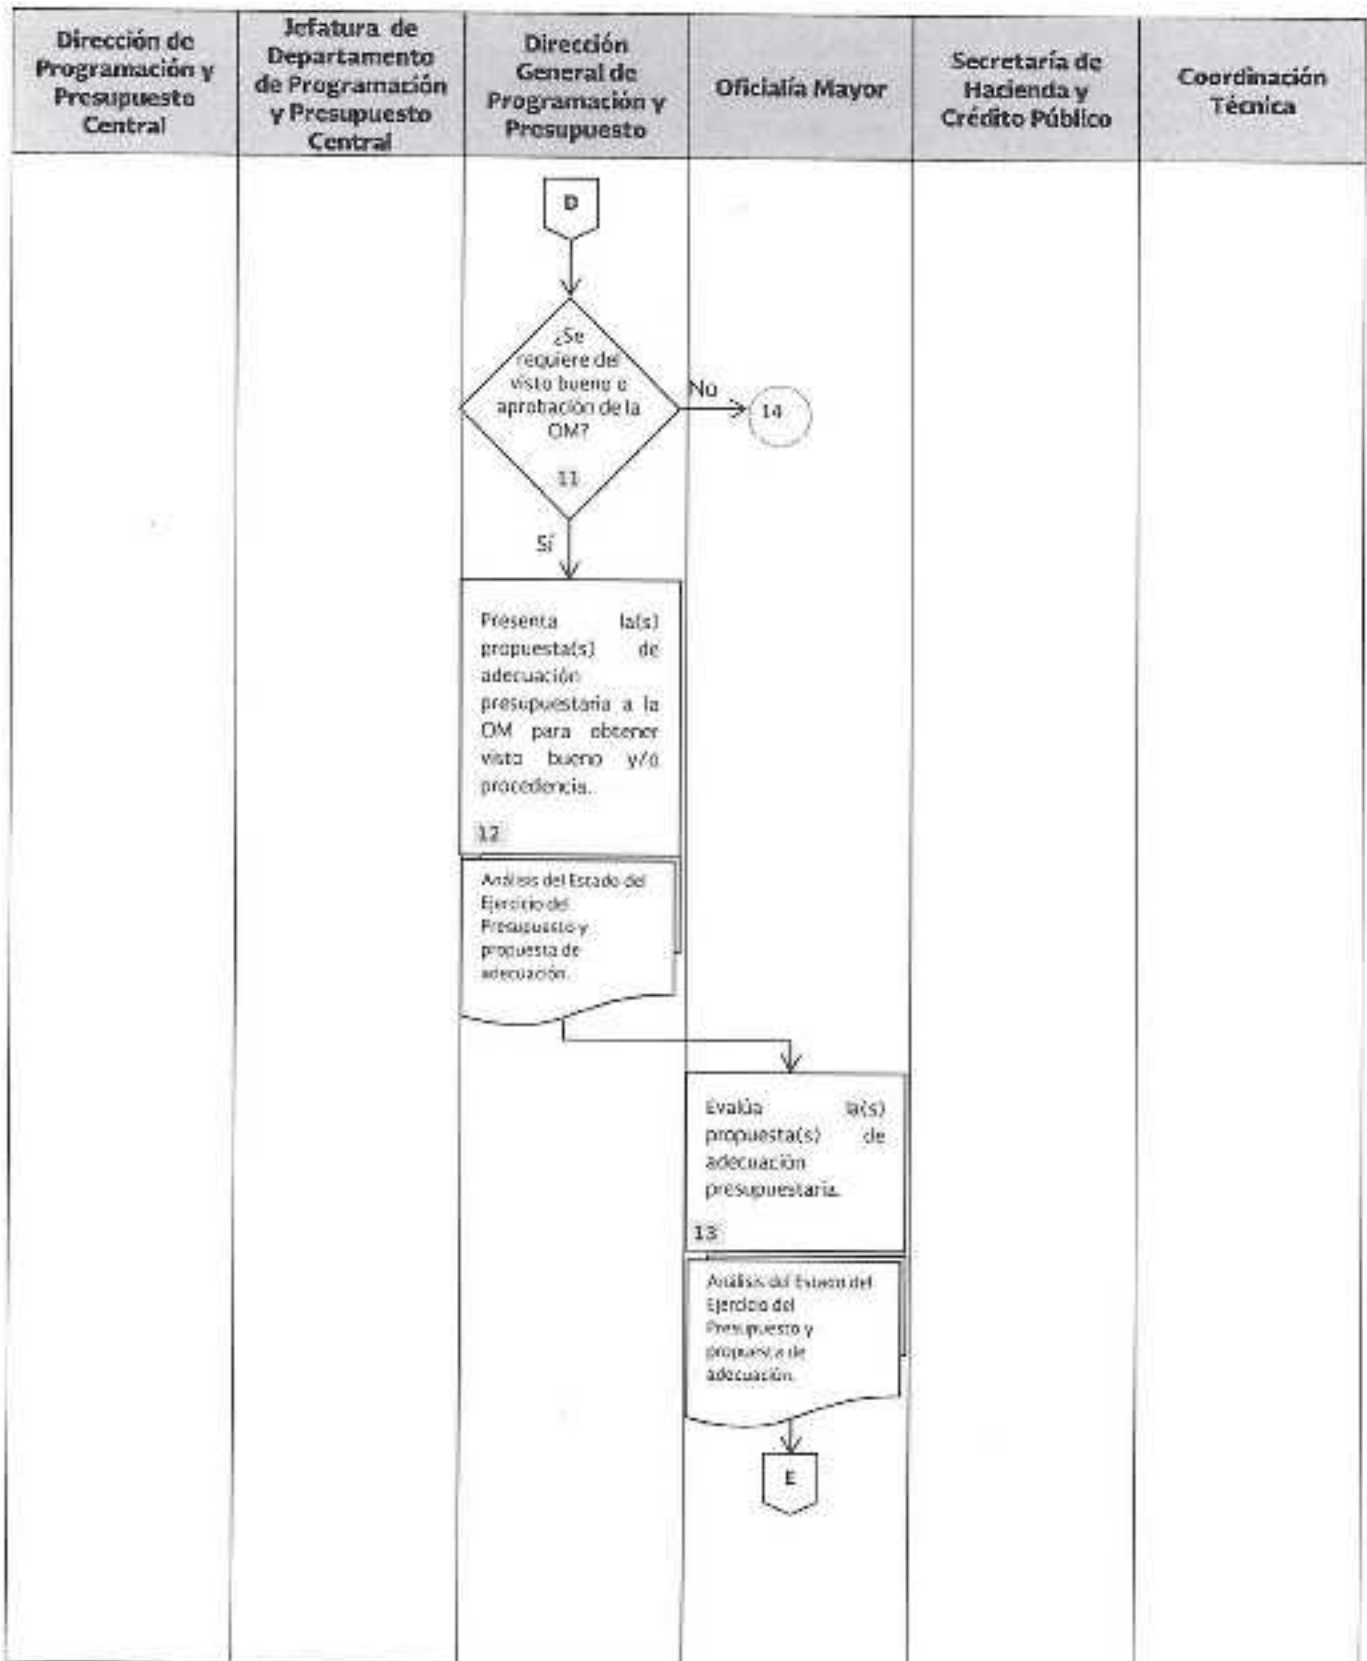 Dirección de
Programación y
Presupuesto
Central
Jefatura de
Departamento
de Programación
y Presupuesto
Central
Dirección
General de
Programación y
Presupuesto
Oficialía Mayor
Secretaría de
Hacienda y
Crédito Público
Coordinación
Técnica
D
¿Se
requiere del
visto bueno o
aprobación de la
OM?
11
No
14
Sí
Presenta la(s)
propuesta(s) de
adecuación
presupuestaria a la
OM para obtener
visto bueno y/o
procedencia.
12
Análisis del Estado del
Ejercicio del
Presupuesto y
propuesta de
adecuación.
Evalúa la(s)
propuesta(s) de
adecuación
presupuestaria.
13
Análisis del Estado del
Ejercicio del
Presupuesto y
propuesta de
adecuación.
E